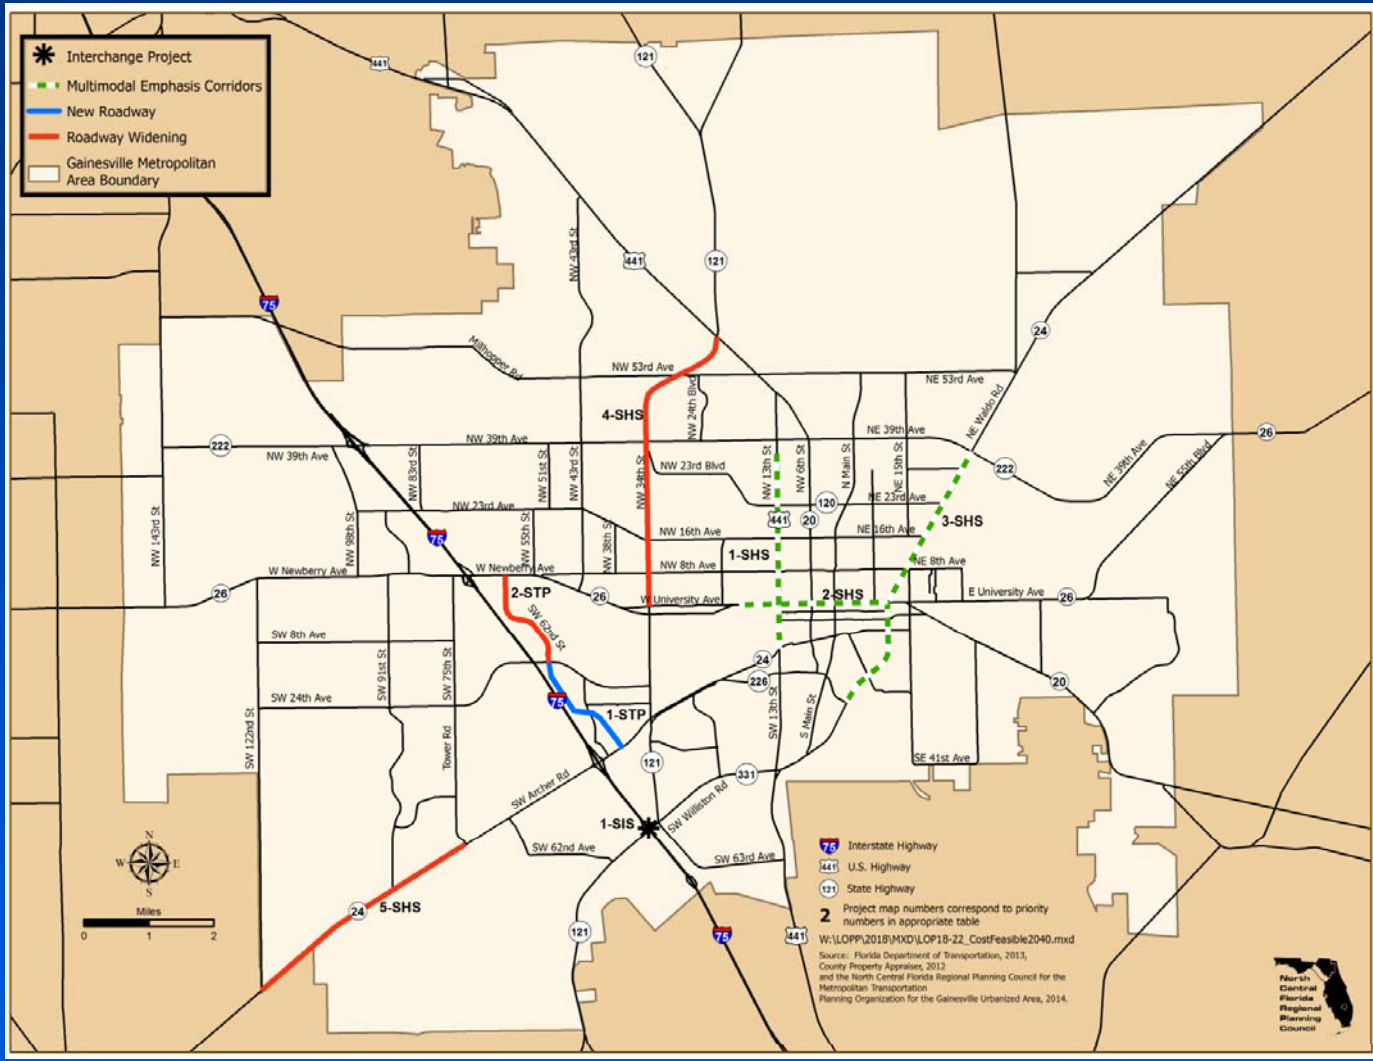 Interchange Project
Multimodal Emphasis Corridors
New Roadway
Roadway Widening
Gainesville Metropolitan
Area Boundary
441
121
75
NW 43rd St
441
121
24
Millhopper Rd
NW 53rd Ave
NE 53rd Ave
NW 24th Blvd
NE Waldo Rd
4-SHS
NE 39th Ave
26
222
NW 39th Ave
NW 39th Ave
NW 83rd St
NW 51st St
NW 43rd St
NW 34th St
NW 23rd Blvd
NW 13th St
NW 6th St
N Main St
NE 15th St
222
NE 39th Ave
NE 55th Blvd
NW 23rd Ave
120
NE 23rd Ave
441
20
3-SHS
NW 143rd St
NW 98th St
75
NW 55th St
NW 38th St
NW 16th Ave
NE 16th Ave
1-SHS
W Newberry Ave
W Newberry Ave
NW 8th Ave
NE 8th Ave
26
2-STP
26
W University Ave
2-SHS
E University Ave
26
SW 62nd St
SW 8th Ave
SW 91st St
SW 75th St
24
226
20
SW 24th Ave
75
1-STP
SW 13th St
S Main St
SW 122nd St
Tower Rd
121
331
SE 41st Ave
SW Archer Rd
SW Williston Rd
1-SIS
SW 62nd Ave
SW 63rd Ave
N
W
E
S
Miles
0
1
2
24
5-SHS
121
75
441
75
Interstate Highway
441
U.S. Highway
121
State Highway
2
Project map numbers correspond to priority
numbers in appropriate table
W:\LOPP\2018\MXD\LOP18-22_CostFeasible2040.mxd
Source: Florida Department of Transportation, 2013,
County Property Appraiser, 2012
and the North Central Florida Regional Planning Council for the
Metropolitan Transportation
Planning Organization for the Gainesville Urbanized Area, 2014.
North
Central
Florida
Regional
Planning
Council